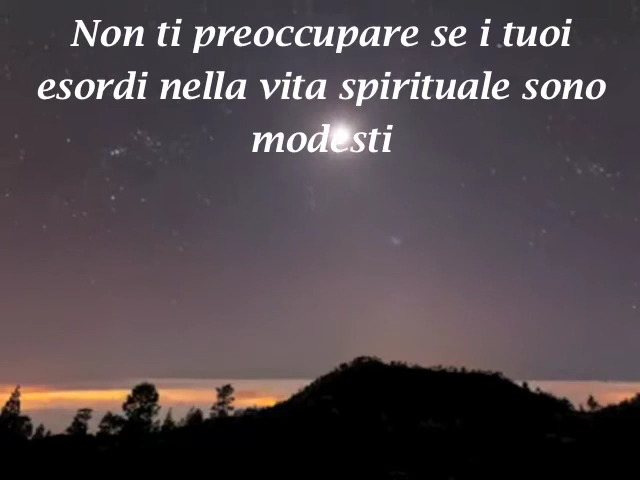 Non ti preoccupare se i tuoi
esordi nella vita spirituale sono
modesti